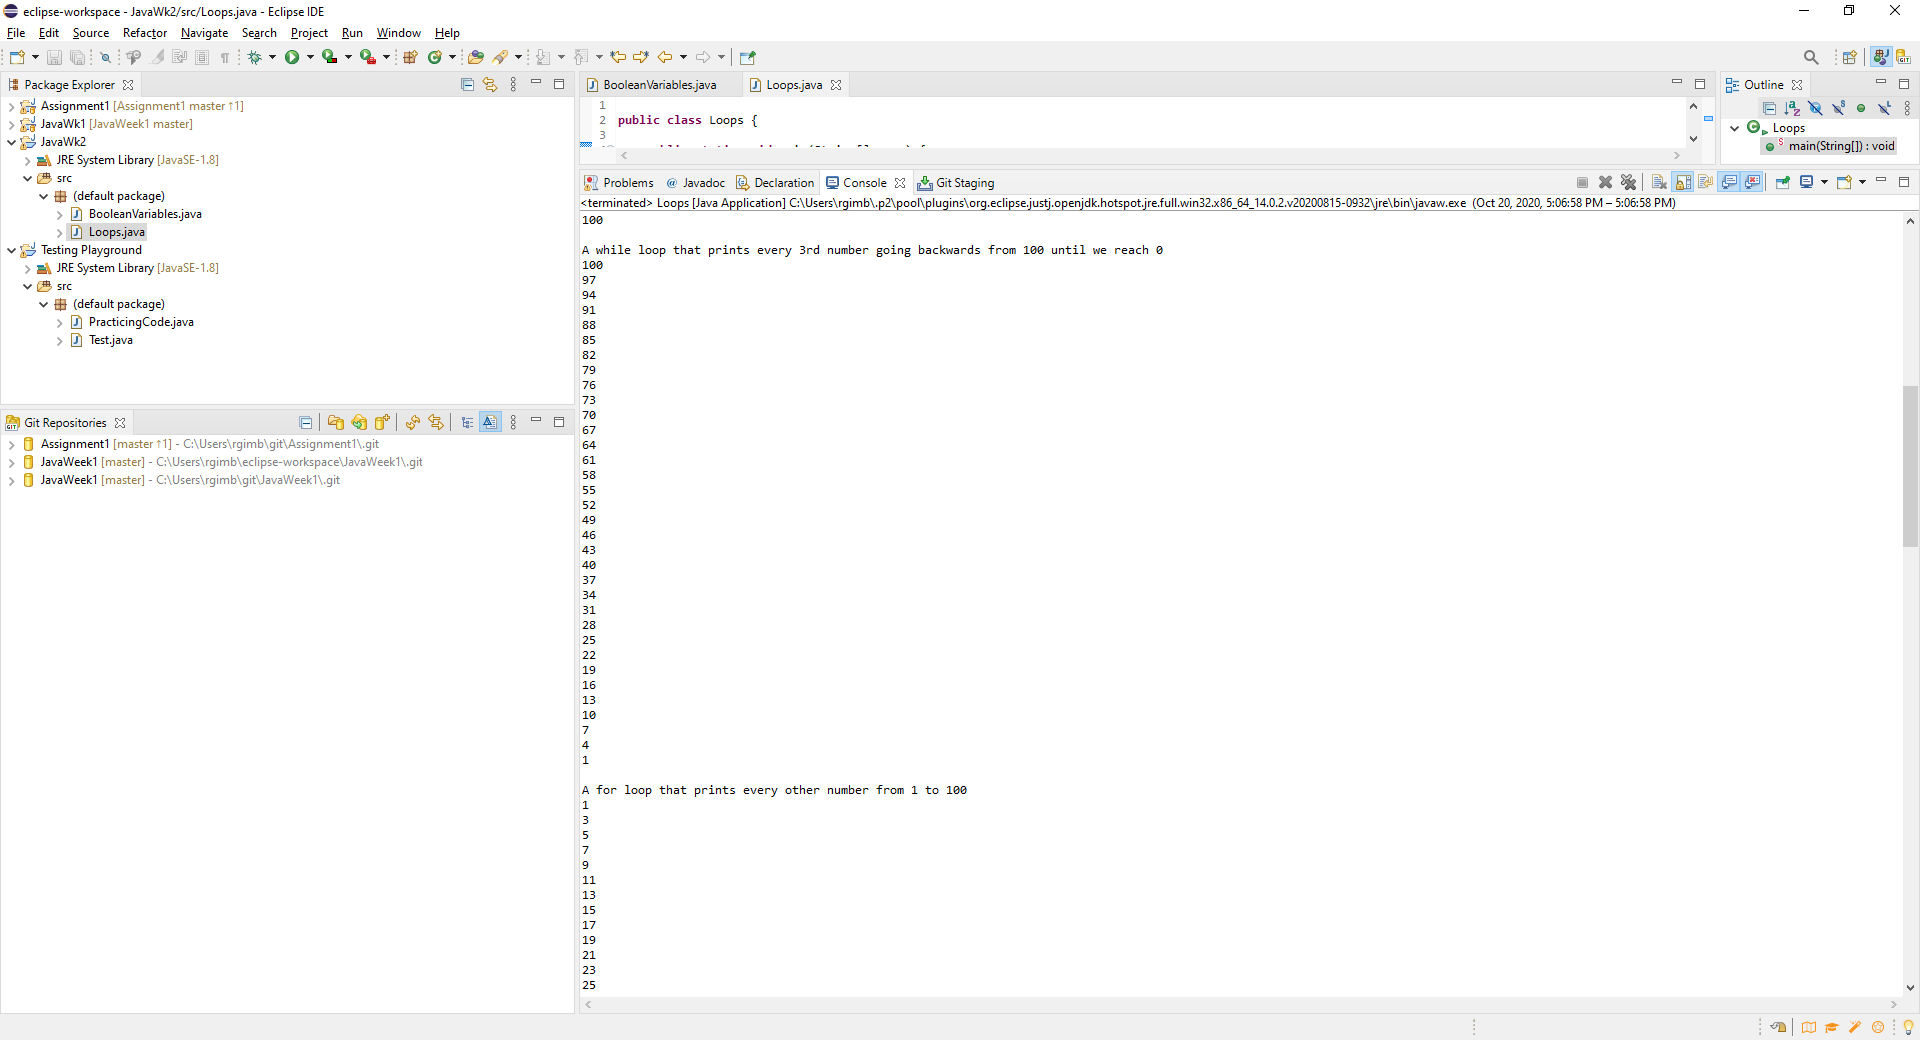 eclipse-workspace - JavaWk2/src/Loops.java - Eclipse IDE
File Edit Source Refactor Navigate Search Project Run Window Help
Package Explorer
Assignment1 [Assignment1 master ↑1]
JavaWk1 [JavaWeek1 master]
JavaWk2
JRE System Library [JavaSE-1.8]
src
(default package)
BooleanVariables.java
Loops.java
Testing Playground
JRE System Library [JavaSE-1.8]
src
(default package)
PracticingCode.java
Test.java
Git Repositories
Assignment1 [master ↑1] - C:\Users\rgimb\git\Assignment1\.git
JavaWeek1 [master] - C:\Users\rgimb\eclipse-workspace\JavaWeek1\.git
JavaWeek1 [master] - C:\Users\rgimb\git\JavaWeek1\.git
BooleanVariables.java Loops.java
1
2 public class Loops {
3
Outline
Loops
main(String[]) : void
Problems Javadoc Declaration Console Git Staging
<terminated> Loops [Java Application] C:\Users\rgimb\.p2\pool\plugins\org.eclipse.justj.openjdk.hotspot.jre.full.win32.x86_64_14.0.2.v20200815-0932\jre\bin\javaw.exe (Oct 20, 2020, 5:06:58 PM – 5:06:58 PM)
100
A while loop that prints every 3rd number going backwards from 100 until we reach 0
100
97
94
91
88
85
82
79
76
73
70
67
64
61
58
55
52
49
46
43
40
37
34
31
28
25
22
19
16
13
10
7
4
1
A for loop that prints every other number from 1 to 100
1
3
5
7
9
11
13
15
17
19
21
23
25